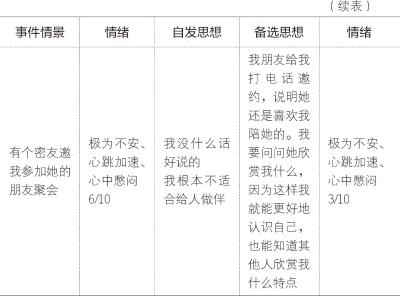 （续表）
事件情景 情绪 自发思想 备选思想 情绪
有个密友邀
我参加她的
朋友聚会
极为不安、
心跳加速、
心中憋闷
6/10
我没什么话
好说的
我根本不适
合给人做伴
我朋友给我
打电话邀
约，说明她
还是喜欢我
陪她的。我
要问问她欣
赏我什么，
因为这样我
就能更好地
认识自己，
也能知道其
他人欣赏我
什么特点
极为不安、
心跳加速、
心中憋闷
3/10